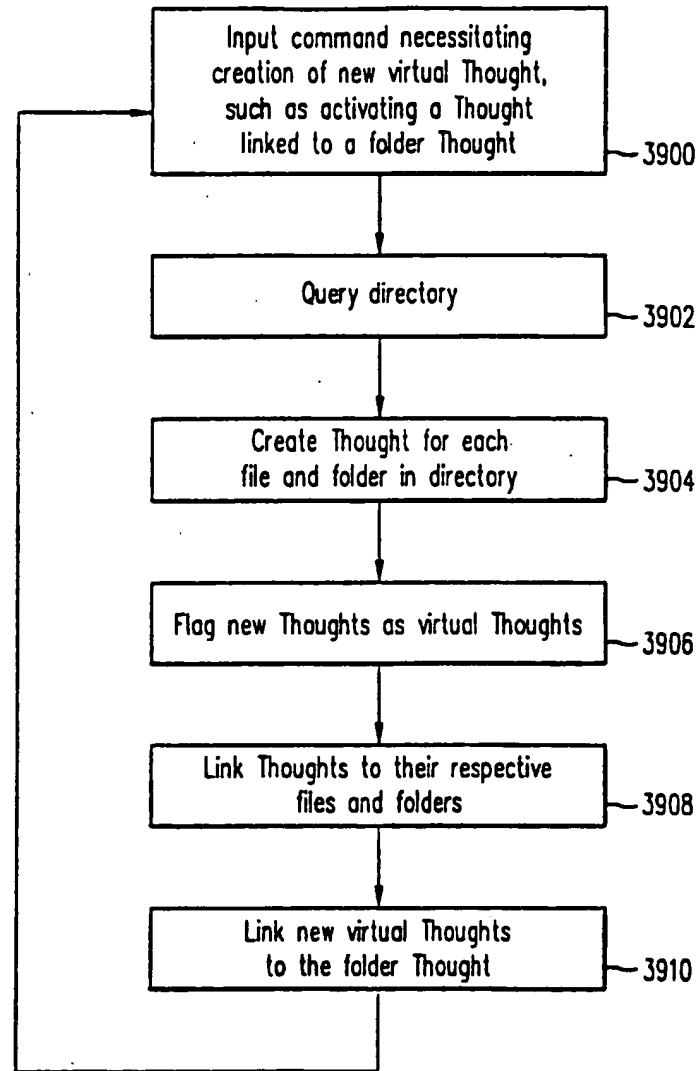 Input command necessitating
creation of new virtual Thought,
such as activating a Thought
linked to a folder Thought
3900
Query directory
3902
Create Thought for each
file and folder in directory
3904
Flag new Thoughts as virtual Thoughts
3906
Link Thoughts to their respective
files and folders
3908
Link new virtual Thoughts
to the folder Thought
3910